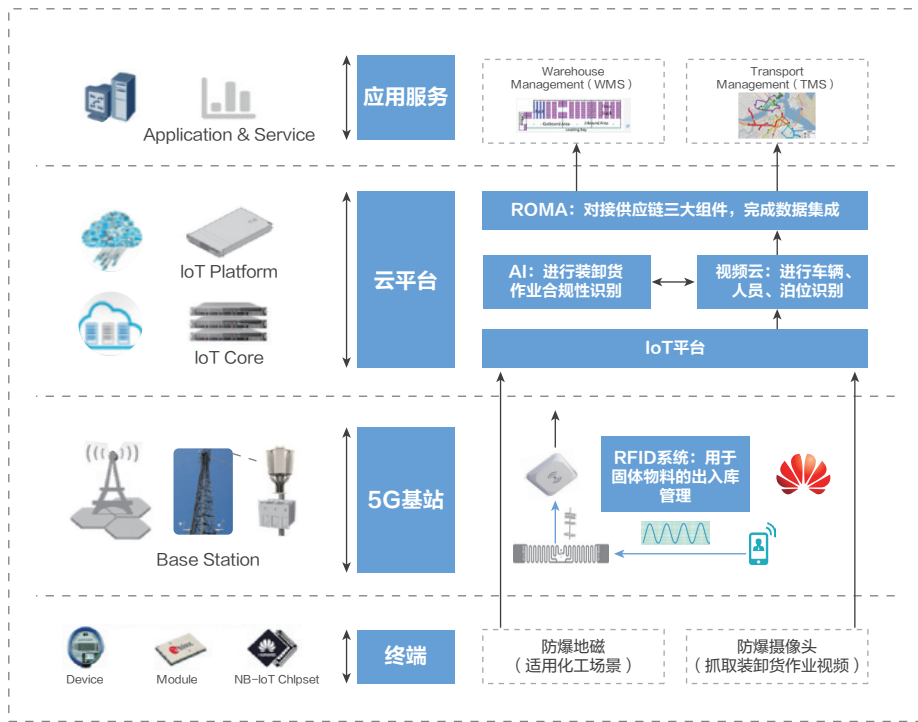 应用服务
Application & Service
Warehouse
Management（WMS）
Outbound Area
Inbound Area
Loading Bay
Transport
Management（TMS）
云平台
IoT Platform
IoT Core
ROMA：对接供应链三大组件，完成数据集成
AI：进行装卸货
作业合规性识别
视频云：进行车辆、
人员、泊位识别
IoT平台
5G基站
Base Station
RFID系统：用于
固体物料的出入库
管理
终端
Device
Module
NB-IoT ChIpset
防爆地磁
（适用化工场景）
防爆摄像头
（抓取装卸货作业视频）